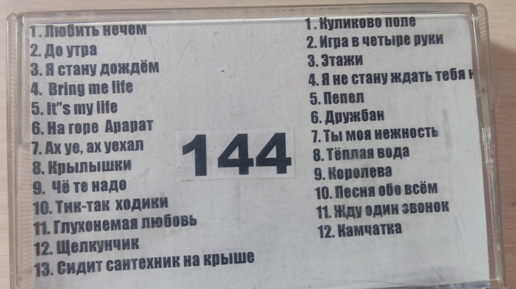 1. Любить нечем
2. До утра
3. Я стану дождём
4. Bring me life
5. It"s my life
6. На горе Арарат
7. Ах уе, ах уехал
8. Крылышки
9. Чё те надо
10. Тик-так ходики
11. Глухонемая любовь
12. Щелкунчик
13. Сидит сантехник на крыше
144
1. Куликово поле
2. Игра в четыре руки
3. Этажи
4. Я не стану ждать тебя
5. Пепел
6. Дружбан
7. Ты моя нежность
8. Тёплая вода
9. Королева
10. Песня обо всём
11. Жду один звонок
12. Камчатка